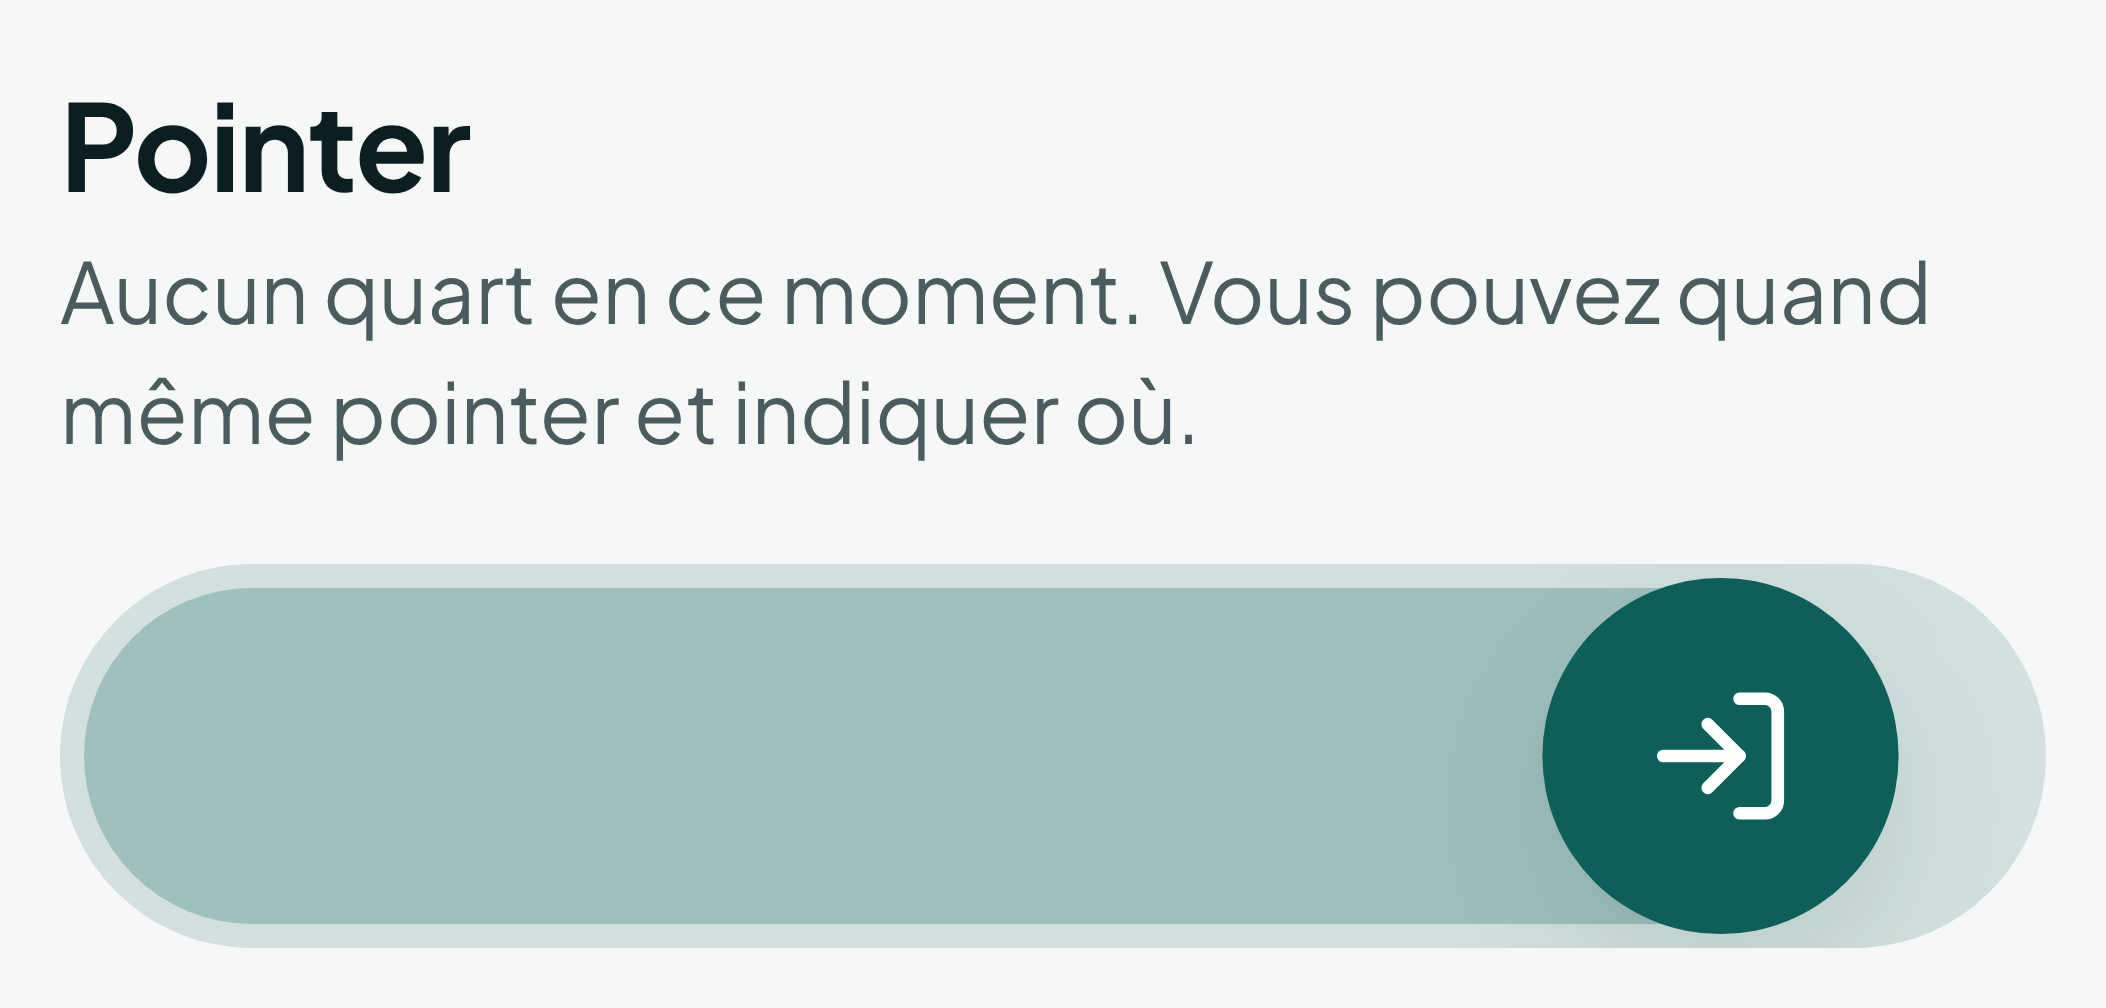 Pointer
Aucun quart en ce moment. Vous pouvez quand
même pointer et indiquer où.